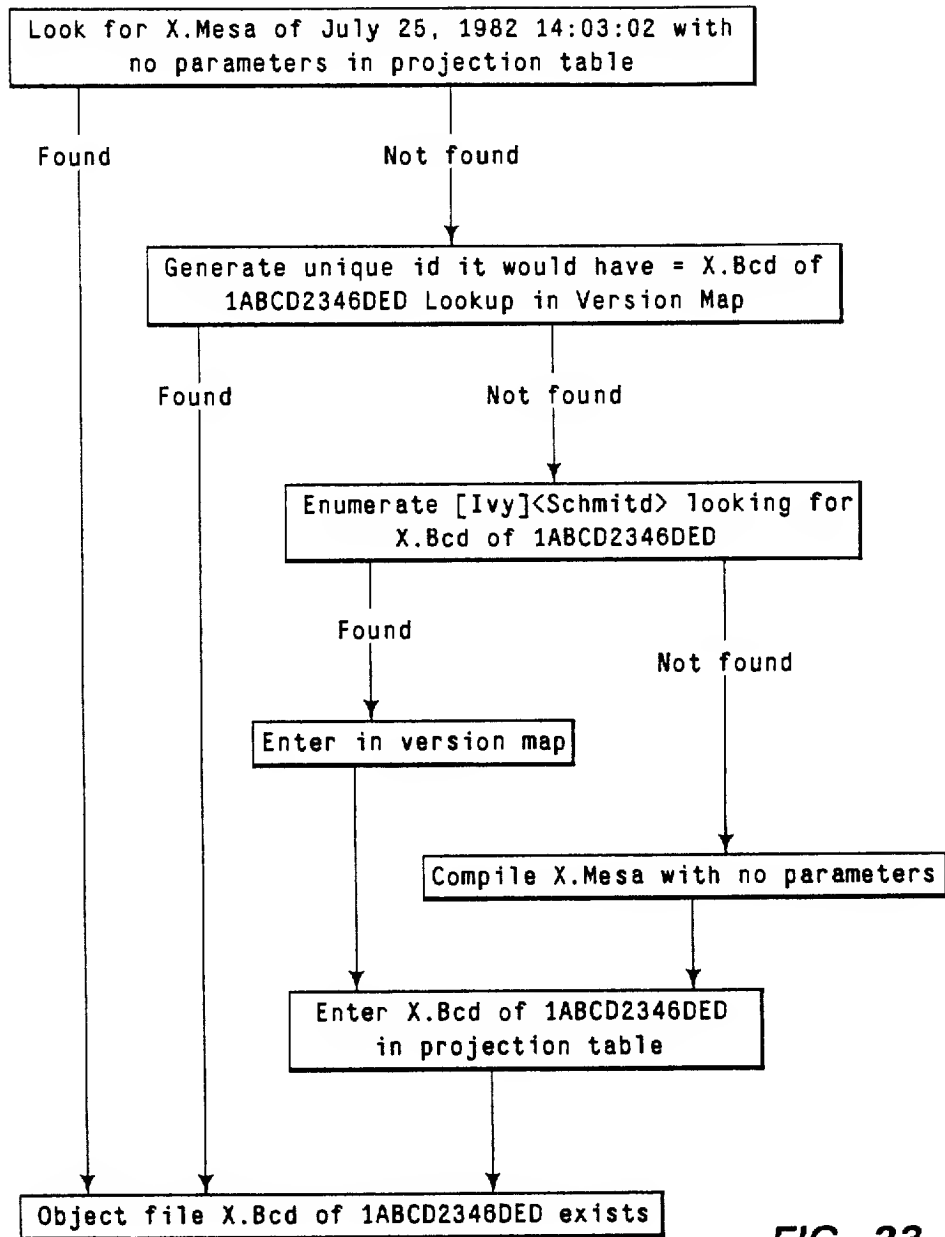 Look for X.Mesa of July 25, 1982 14:03:02 with
no parameters in projection table
Found
Not found
Generate unique id it would have = X.Bcd of
1ABCD2346DED Lookup in Version Map
Found
Not found
Enumerate [Ivy]<Schmitd> looking for
X.Bcd of 1ABCD2346DED
Found
Not found
Enter in version map
Compile X.Mesa with no parameters
Enter X.Bcd of 1ABCD2346DED
in projection table
Object file X.Bcd of 1ABCD2346DED exists